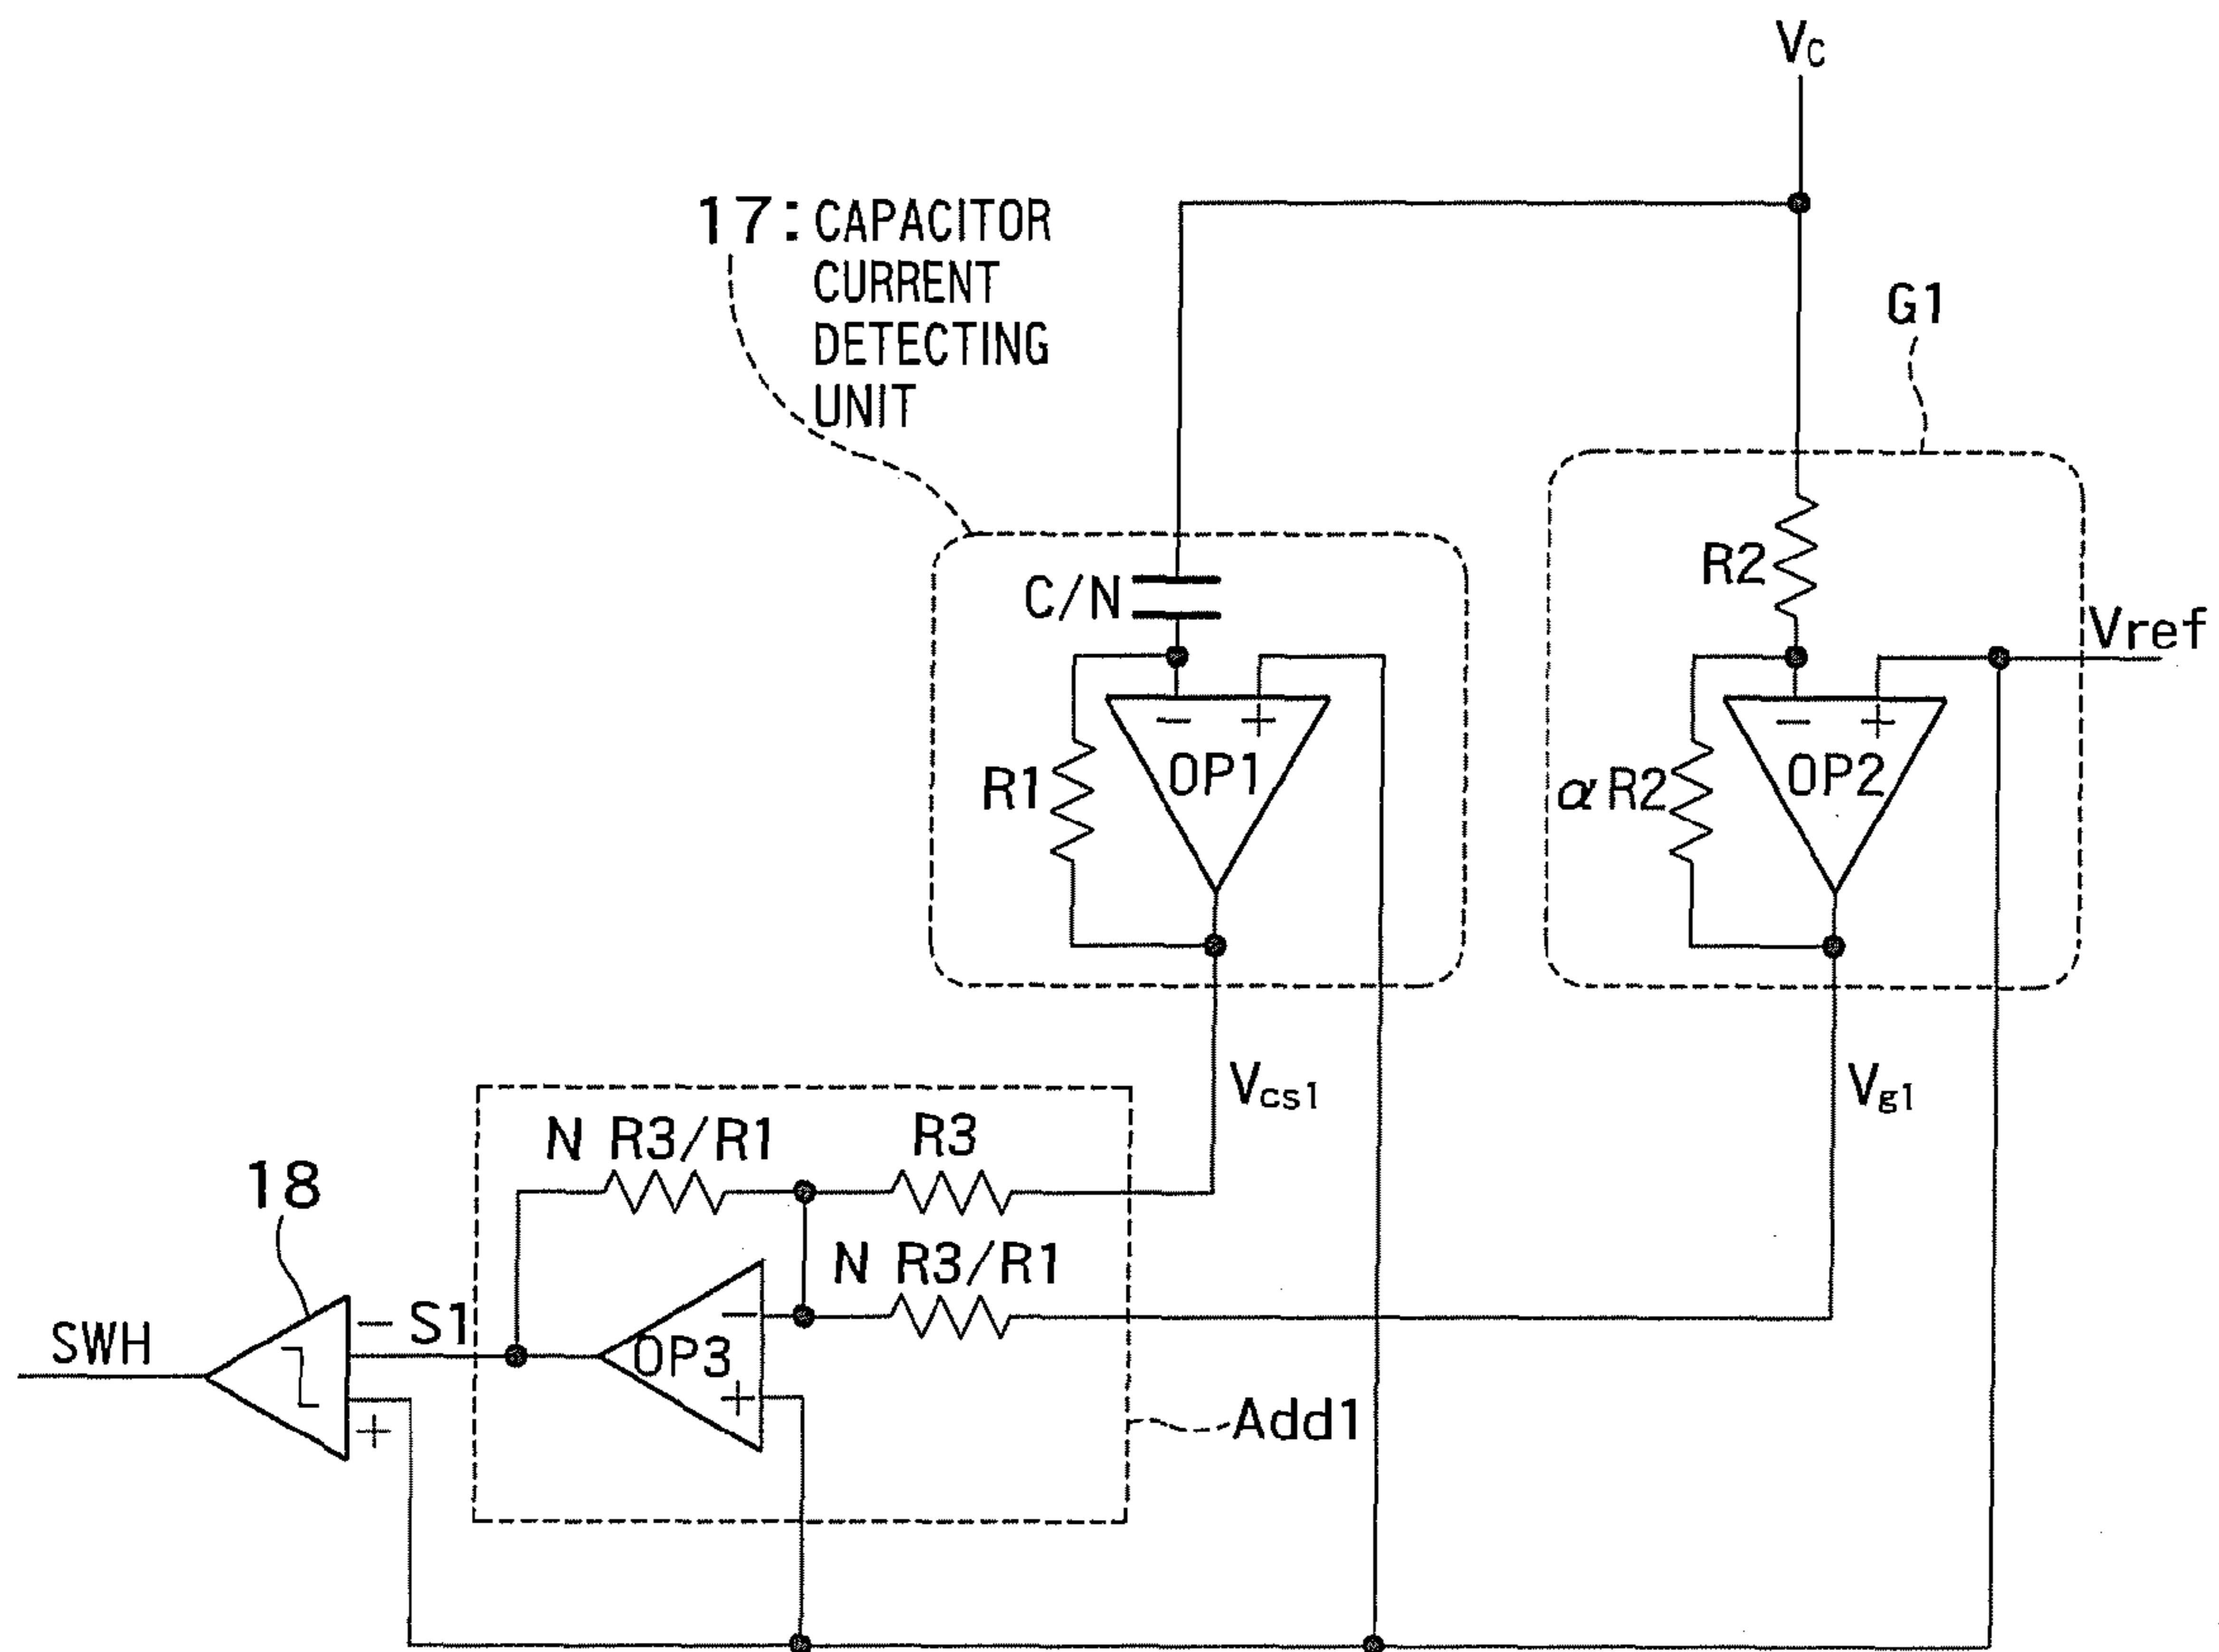 Vc
17: CAPACITOR
CURRENT
DETECTING
UNIT
G1
C/N
R2
Vref
R1
− +
OP1
αR2
− +
OP2
Vcs1
Vg1
N R3/R1
R3
18
N R3/R1
SWH
− S1
+
OP3
−
+
Add1